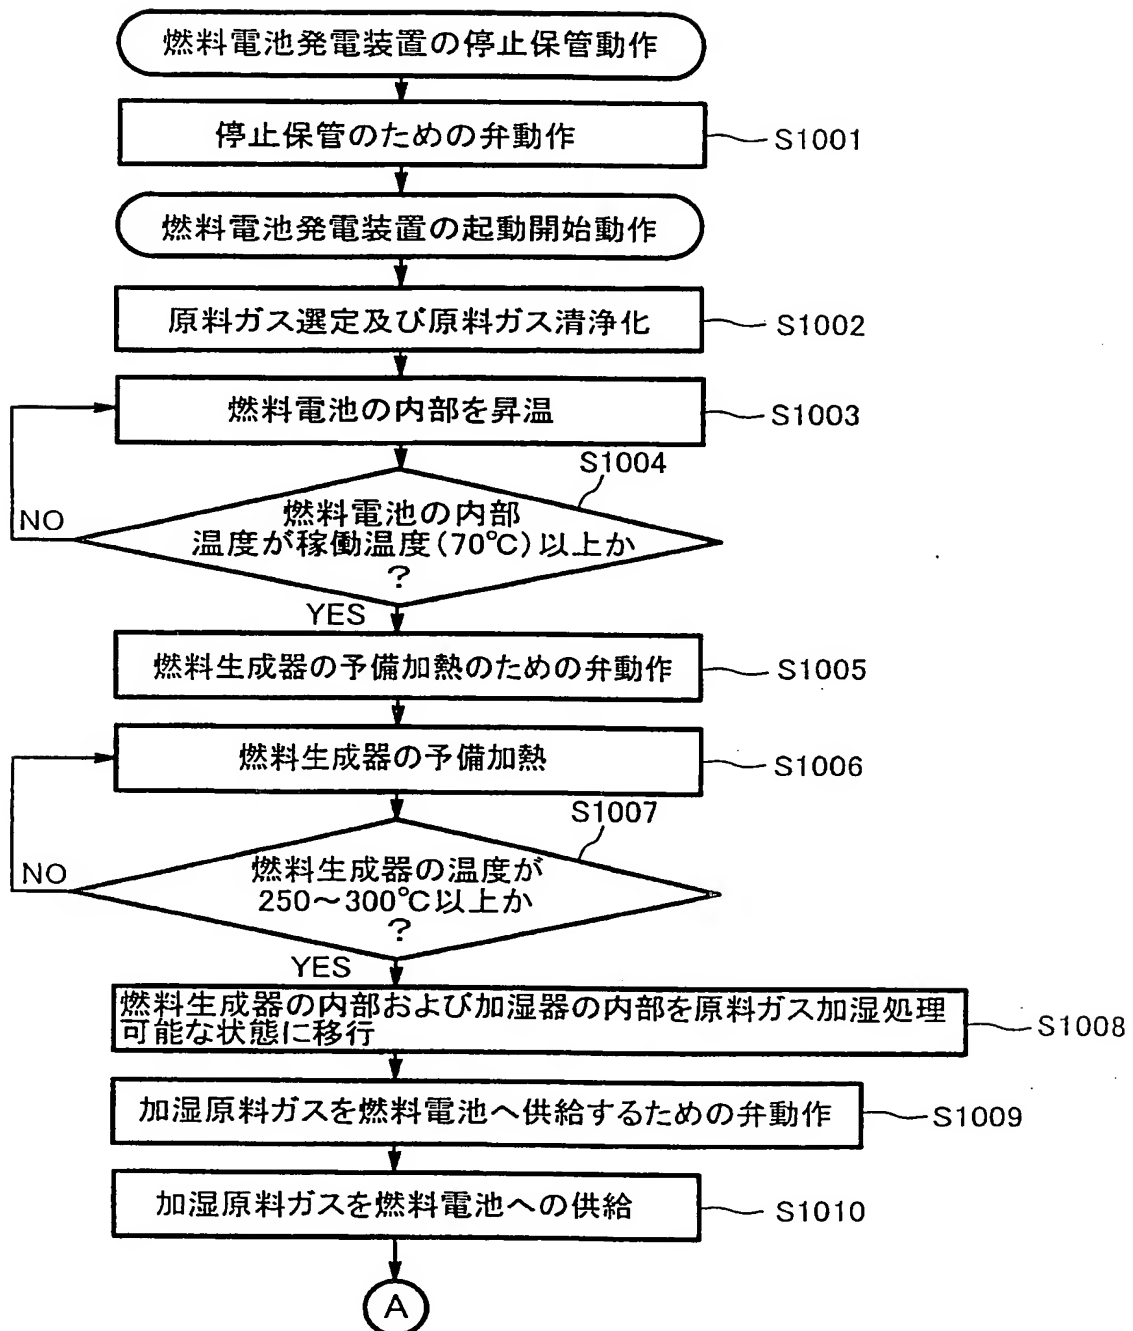 燃料電池発電装置の停止保管動作
停止保管のための弁動作
S1001
燃料電池発電装置の起動開始動作
原料ガス選定及び原料ガス清浄化
S1002
燃料電池の内部を昇温
S1003
S1004
燃料電池の内部
温度が稼働温度(70℃)以上か
?
NO
YES
燃料生成器の予備加熱のための弁動作
S1005
燃料生成器の予備加熱
S1006
S1007
燃料生成器の温度が
250～300℃以上か
?
NO
YES
燃料生成器の内部および加湿器の内部を原料ガス加湿処理
可能な状態に移行
S1008
加湿原料ガスを燃料電池へ供給するための弁動作
S1009
加湿原料ガスを燃料電池への供給
S1010
A